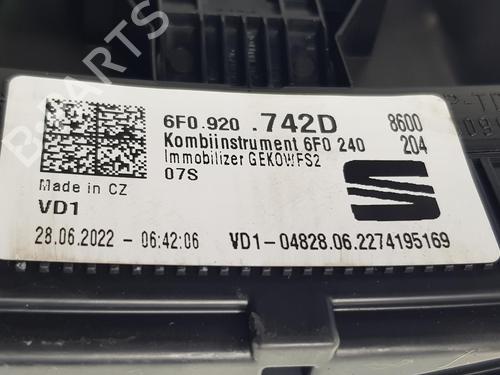 6F0.920 .742D 8600
Kombiinstrument 6F0 240 204
Immobilizer GEKOWFS2
07S
Made in CZ
VD1
28.06.2022 - 06:42:06 VD1-04828.06.2274195169